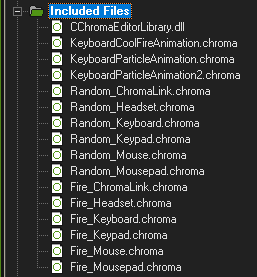 Included Files
CChromaEditorLibrary.dll
KeyboardCoolFireAnimation.chroma
KeyboardParticleAnimation.chroma
KeyboardParticleAnimation2.chroma
Random_ChromaLink.chroma
Random_Headset.chroma
Random_Keyboard.chroma
Random_Keypad.chroma
Random_Mouse.chroma
Random_Mousepad.chroma
Fire_ChromaLink.chroma
Fire_Headset.chroma
Fire_Keyboard.chroma
Fire_Keypad.chroma
Fire_Mouse.chroma
Fire_Mousepad.chroma